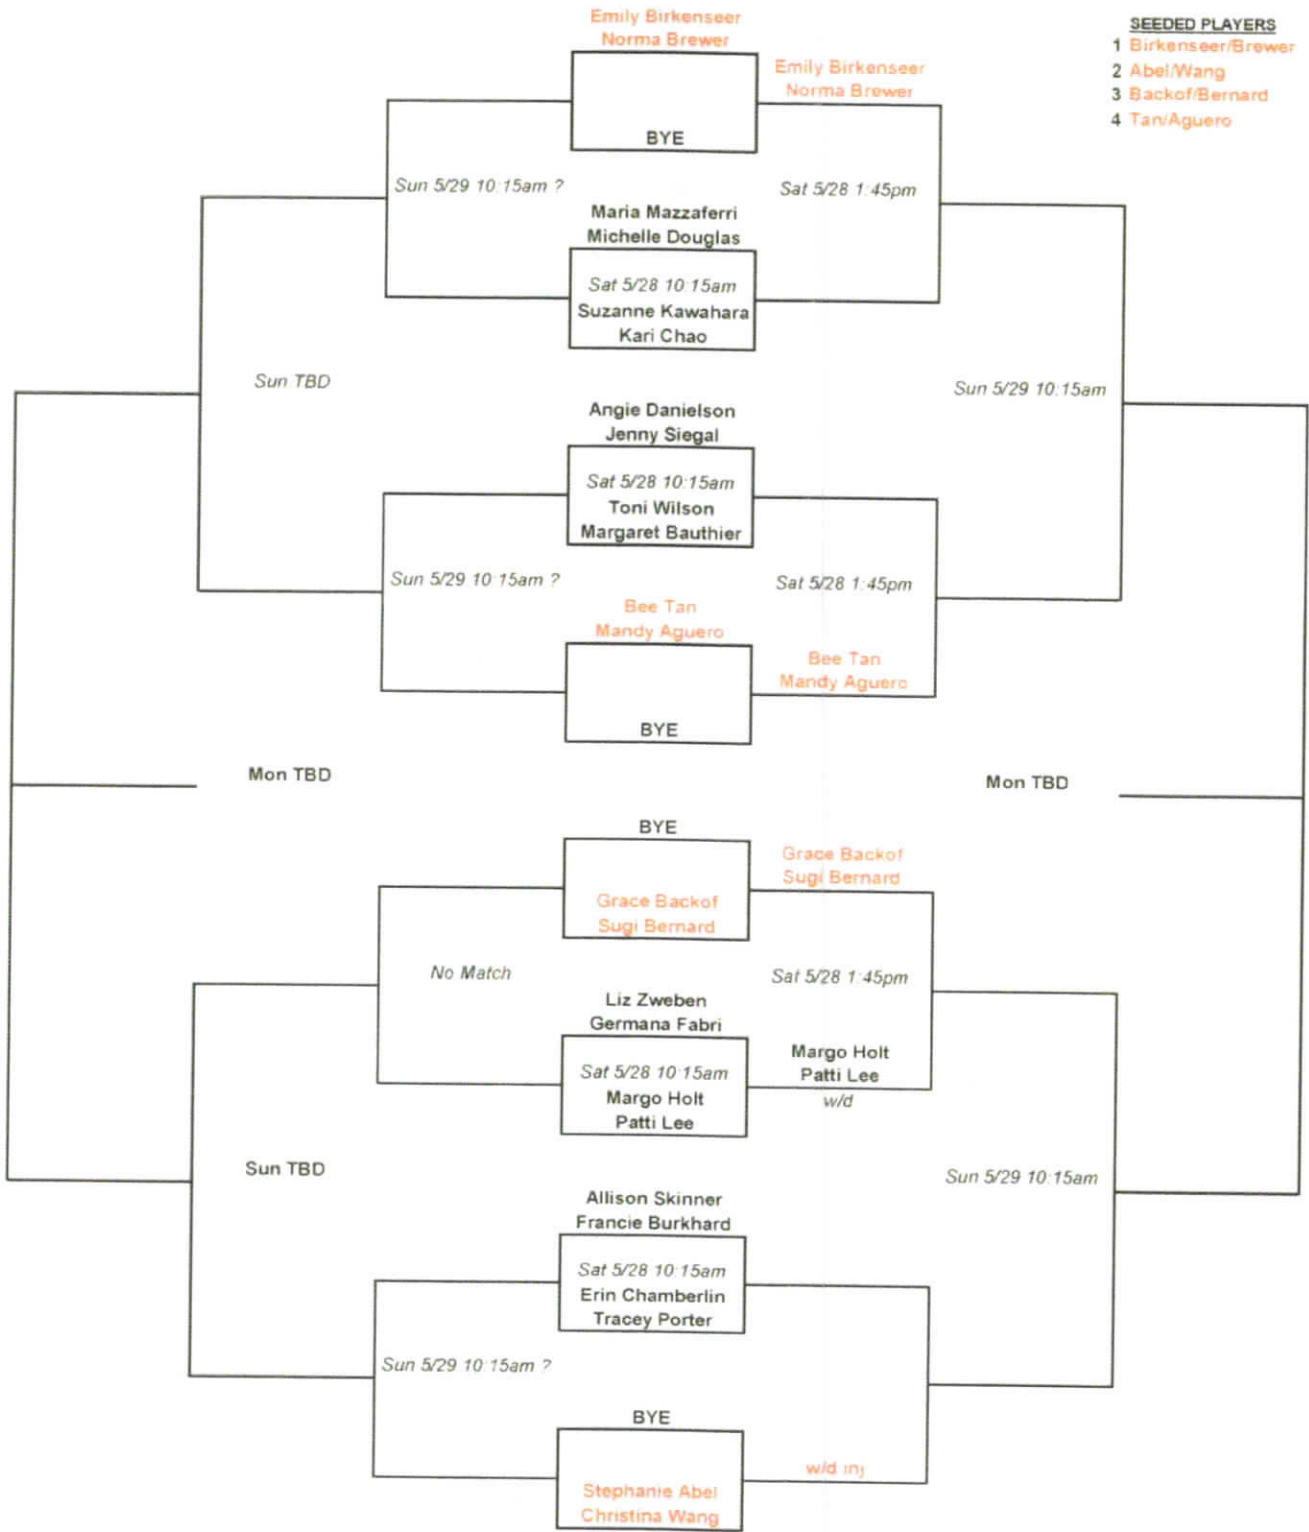 Emily Birkenseer
Norma Brewer
SEEDED PLAYERS
1 Birkenseer/Brewer
2 Abel/Wang
3 Backof/Bernard
4 Tan/Aguero
Emily Birkenseer
Norma Brewer
BYE
Sun 5/29 10:15am ?
Sat 5/28 1:45pm
Maria Mazzaferri
Michelle Douglas
Sat 5/28 10:15am
Suzanne Kawahara
Kari Chao
Sun TBD
Sun 5/29 10:15am
Angie Danielson
Jenny Siegal
Sat 5/28 10:15am
Toni Wilson
Margaret Bauthier
Sun 5/29 10:15am ?
Sat 5/28 1:45pm
Bee Tan
Mandy Aguero
Bee Tan
Mandy Aguero
BYE
Mon TBD
Mon TBD
BYE
Grace Backof
Sugi Bernard
Grace Backof
Sugi Bernard
No Match
Sat 5/28 1:45pm
Liz Zweben
Germana Fabri
Sat 5/28 10:15am
Margo Holt
Patti Lee
Margo Holt
Patti Lee
w/d
Sun TBD
Sun 5/29 10:15am
Allison Skinner
Francie Burkhard
Sat 5/28 10:15am
Erin Chamberlin
Tracey Porter
Sun 5/29 10:15am ?
BYE
Stephanie Abel
Christina Wang
w/d inj